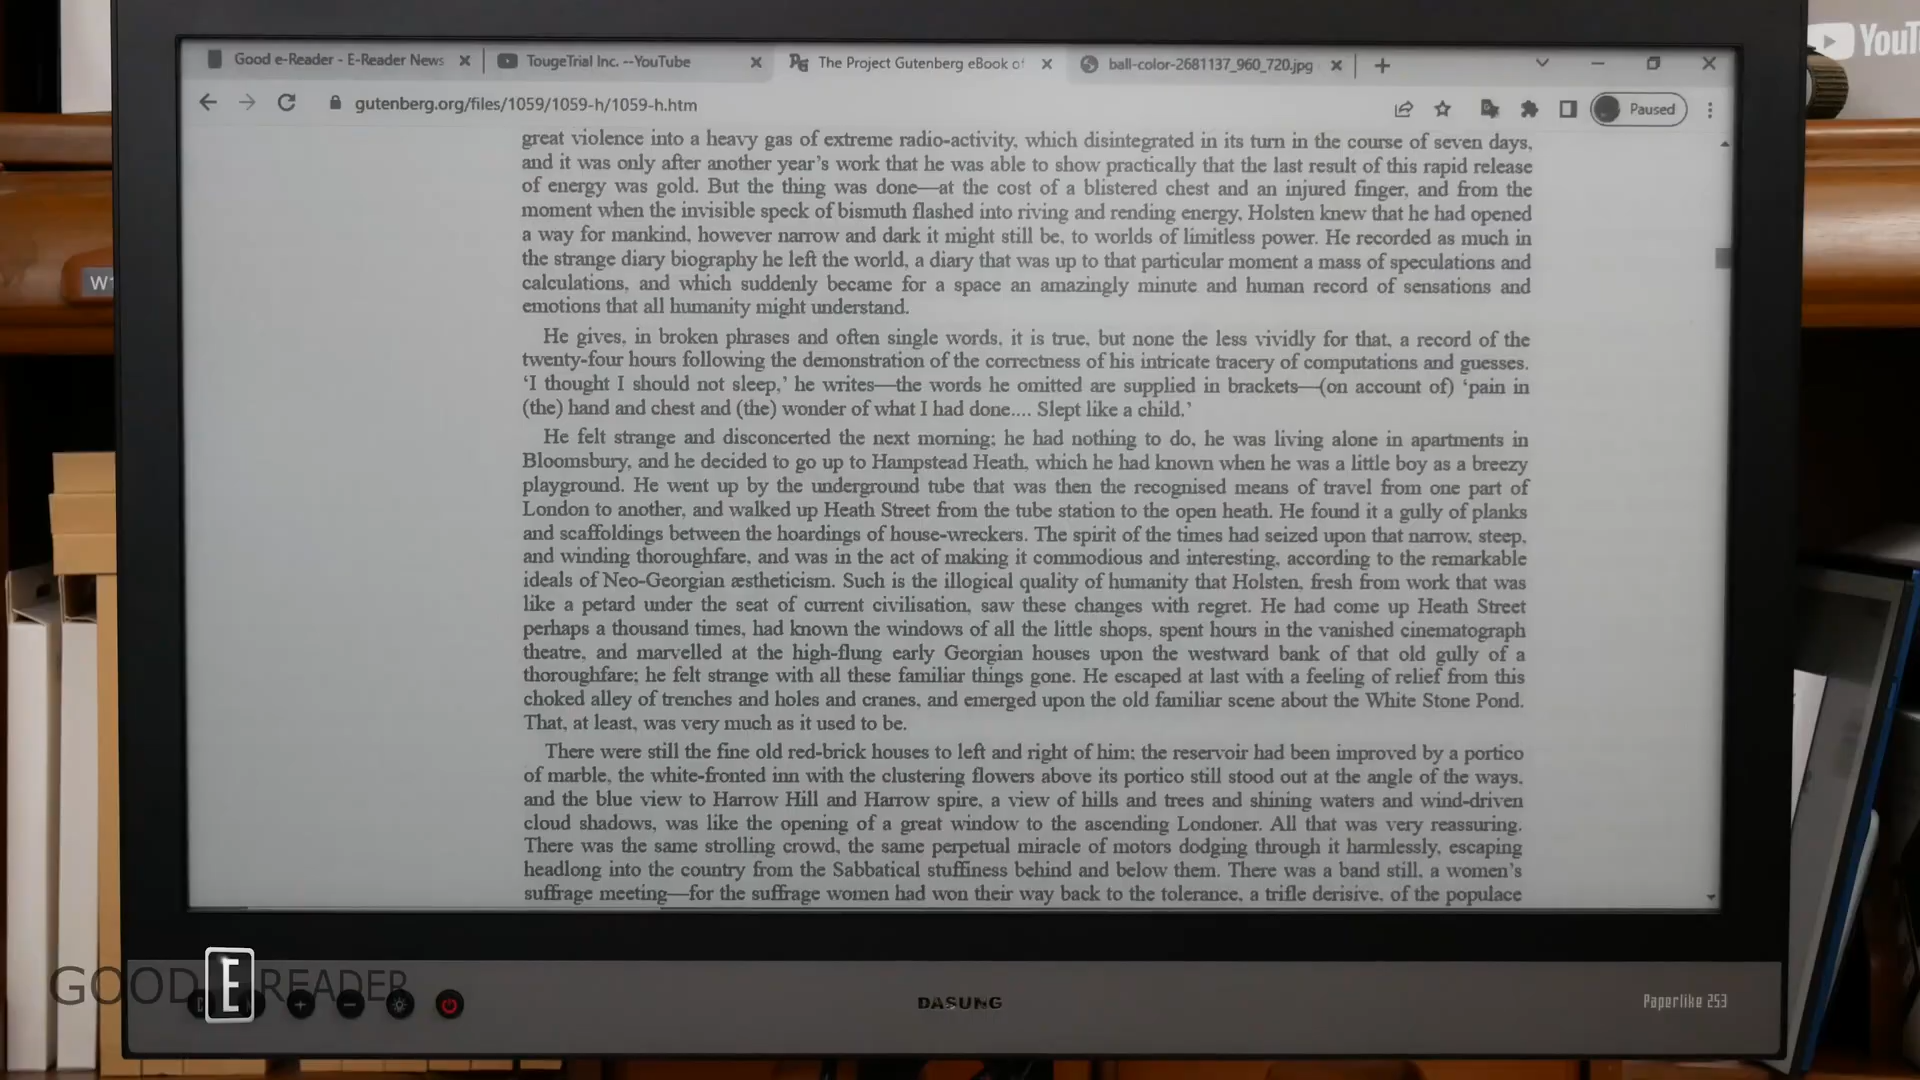 Good e-Reader - E-Reader News
TougeTrial Inc. --YouTube
The Project Gutenberg eBook of
ball-color-2681137_960_720.jpg
YouT
gutenberg.org/files/1059/1059-h/1059-h.htm
Paused
great violence into a heavy gas of extreme radio-activity, which disintegrated in its turn in the course of seven days,
and it was only after another year’s work that he was able to show practically that the last result of this rapid release
of energy was gold. But the thing was done—at the cost of a blistered chest and an injured finger, and from the
moment when the invisible speck of bismuth flashed into riving and rending energy, Holsten knew that he had opened
a way for mankind, however narrow and dark it might still be, to worlds of limitless power. He recorded as much in
the strange diary biography he left the world, a diary that was up to that particular moment a mass of speculations and
calculations, and which suddenly became for a space an amazingly minute and human record of sensations and
emotions that all humanity might understand.
He gives, in broken phrases and often single words, it is true, but none the less vividly for that, a record of the
twenty-four hours following the demonstration of the correctness of his intricate tracery of computations and guesses.
‘I thought I should not sleep,’ he writes—the words he omitted are supplied in brackets—(on account of) ‘pain in
(the) hand and chest and (the) wonder of what I had done.... Slept like a child.’
He felt strange and disconcerted the next morning; he had nothing to do, he was living alone in apartments in
Bloomsbury, and he decided to go up to Hampstead Heath, which he had known when he was a little boy as a breezy
playground. He went up by the underground tube that was then the recognised means of travel from one part of
London to another, and walked up Heath Street from the tube station to the open heath. He found it a gully of planks
and scaffoldings between the hoardings of house-wreckers. The spirit of the times had seized upon that narrow, steep,
and winding thoroughfare, and was in the act of making it commodious and interesting, according to the remarkable
ideals of Neo-Georgian æstheticism. Such is the illogical quality of humanity that Holsten, fresh from work that was
like a petard under the seat of current civilisation, saw these changes with regret. He had come up Heath Street
perhaps a thousand times, had known the windows of all the little shops, spent hours in the vanished cinematograph
theatre, and marvelled at the high-flung early Georgian houses upon the westward bank of that old gully of a
thoroughfare; he felt strange with all these familiar things gone. He escaped at last with a feeling of relief from this
choked alley of trenches and holes and cranes, and emerged upon the old familiar scene about the White Stone Pond.
That, at least, was very much as it used to be.
There were still the fine old red-brick houses to left and right of him; the reservoir had been improved by a portico
of marble, the white-fronted inn with the clustering flowers above its portico still stood out at the angle of the ways,
and the blue view to Harrow Hill and Harrow spire, a view of hills and trees and shining waters and wind-driven
cloud shadows, was like the opening of a great window to the ascending Londoner. All that was very reassuring.
There was the same strolling crowd, the same perpetual miracle of motors dodging through it harmlessly, escaping
headlong into the country from the Sabbatical stuffiness behind and below them. There was a band still, a women’s
suffrage meeting—for the suffrage women had won their way back to the tolerance, a trifle derisive, of the populace
GOOD E READER
DASUNG
Paperlike 253